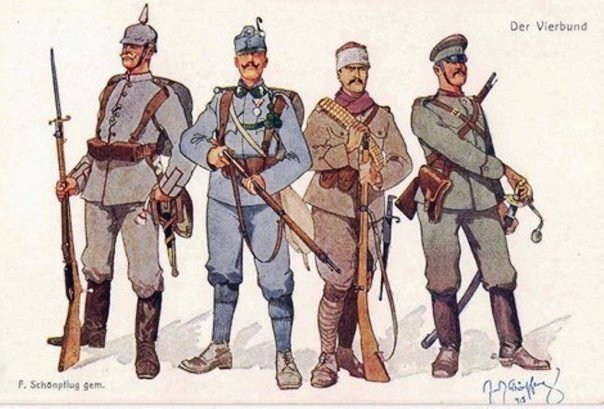 Der Vierbund
F. Schönpflug gem.